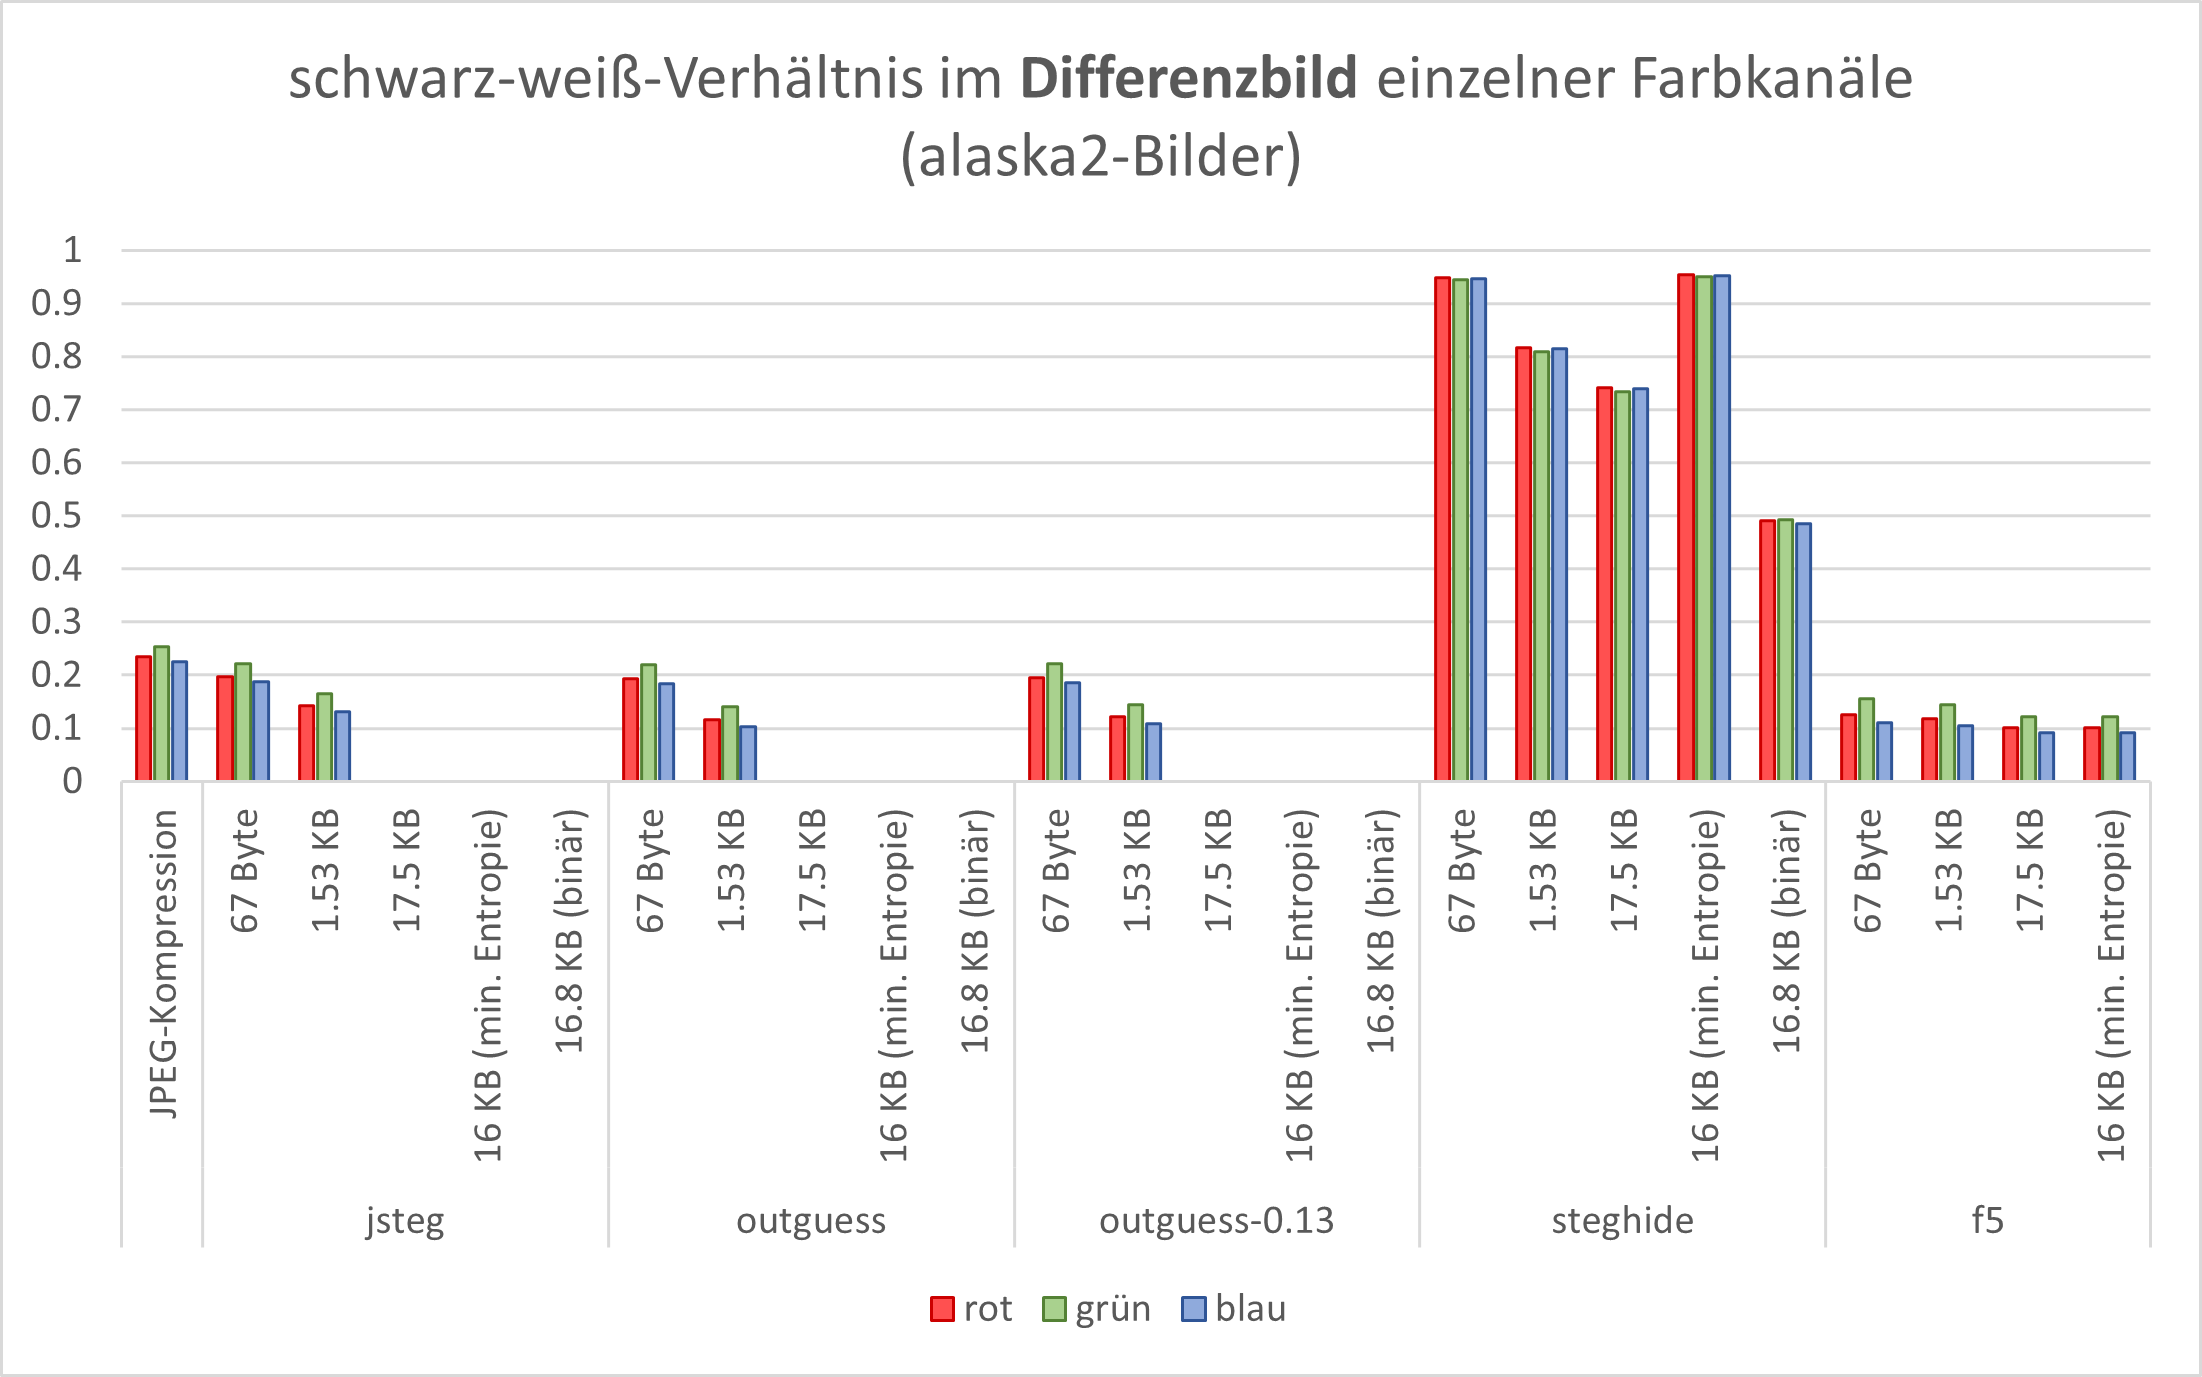 schwarz-weiß-Verhältnis im Differenzbild einzelner Farbkanäle
(alaska2-Bilder)
1
0.9
0.8
0.7
0.6
0.5
0.4
0.3
0.2
0.1
0
JPEG-Kompression
67 Byte
1.53 KB
17.5 KB
16 KB (min. Entropie)
16.8 KB (binär)
67 Byte
1.53 KB
17.5 KB
16 KB (min. Entropie)
16.8 KB (binär)
67 Byte
1.53 KB
17.5 KB
16 KB (min. Entropie)
16.8 KB (binär)
67 Byte
1.53 KB
17.5 KB
16 KB (min. Entropie)
16.8 KB (binär)
67 Byte
1.53 KB
17.5 KB
16 KB (min. Entropie)
jsteg
outguess
outguess-0.13
steghide
f5
rot
grün
blau